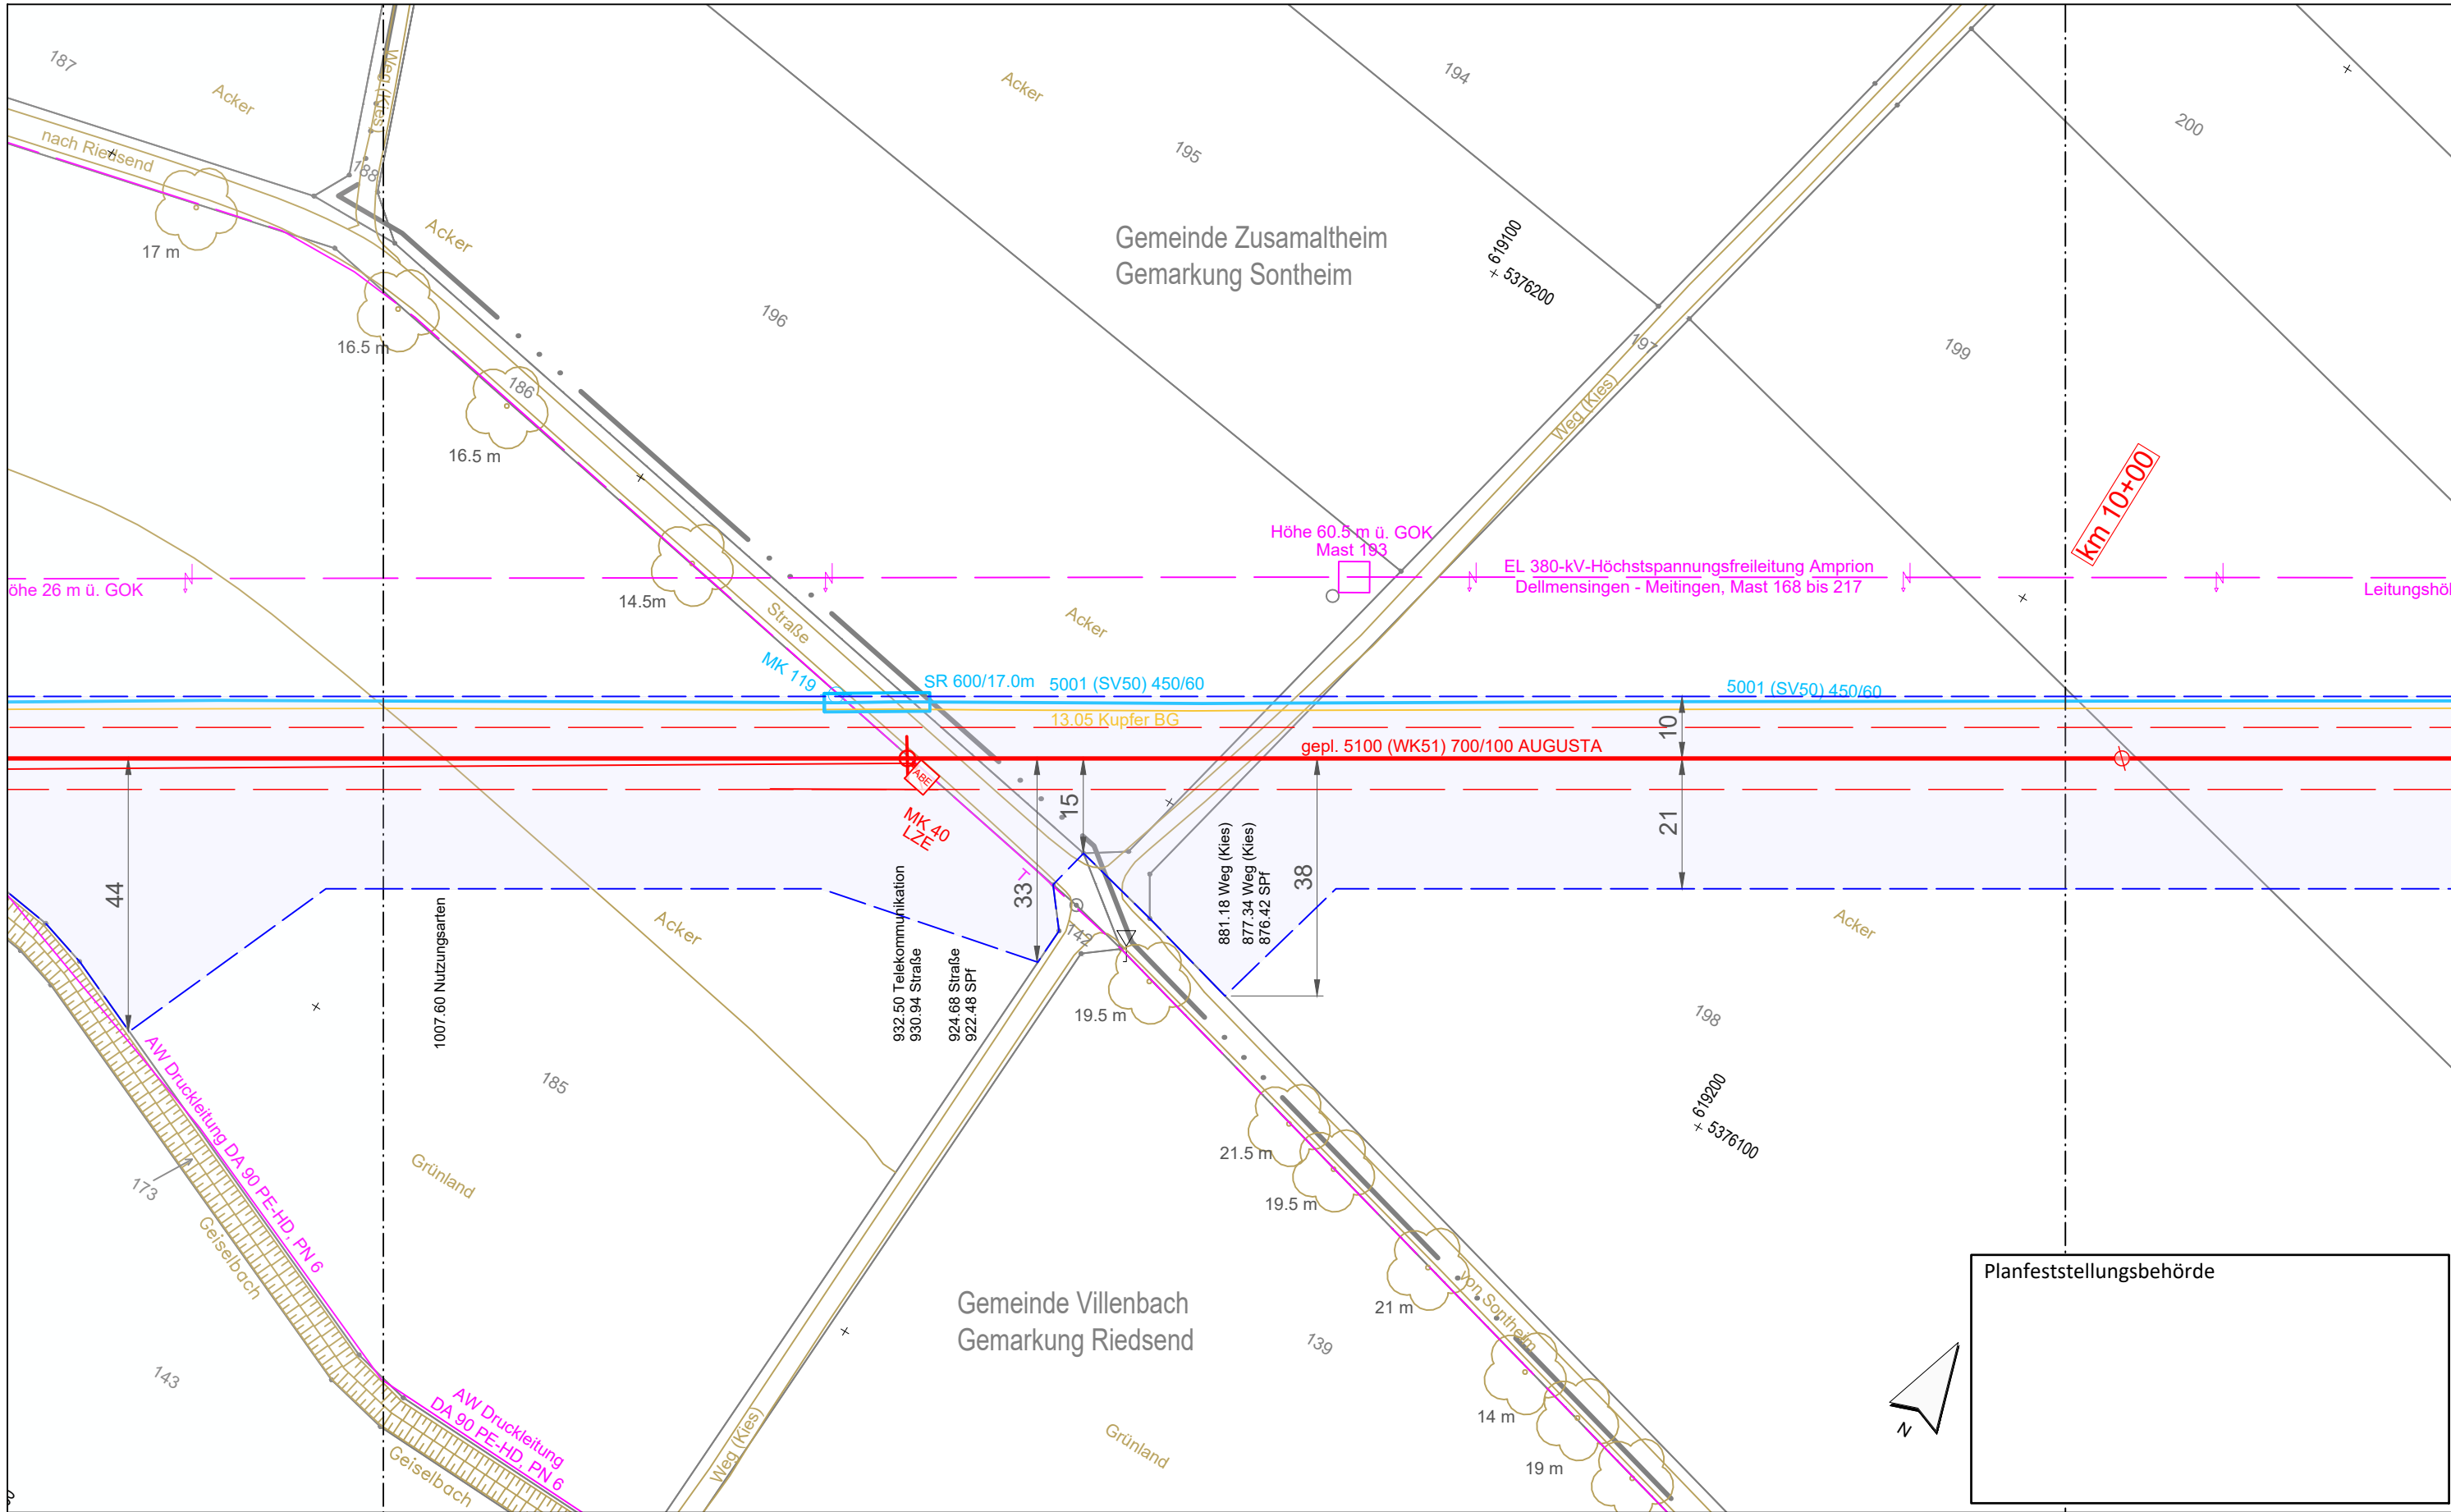 187
Acker
Weg (Kies)
nach Riedsend
188
17 m
Acker
16.5 m
186
16.5 m
14.5m
Straße
Acker
194
195
196
200
199
197
Weg (Kies)
Gemeinde Zusamaltheim
Gemarkung Sontheim
619100
+ 5376200
km 10+00
Höhe 60.5 m ü. GOK
Mast 193
EL 380-kV-Höchstspannungsfreileitung Amprion
Dellmensingen - Meitingen, Mast 168 bis 217
öhe 26 m ü. GOK
Leitungshö
Acker
MK 119
SR 600/17.0m
5001 (SV50) 450/60
5001 (SV50) 450/60
13.05 Kupfer BG
gepl. 5100 (WK51) 700/100 AUGUSTA
10
21
15
33
38
44
ABE
MK 40
LZE
T
142
1007.60 Nutzungsarten
932.50 Telekommunikation
930.94 Straße
924.68 Straße
922.48 SPf
881.18 Weg (Kies)
877.34 Weg (Kies)
876.42 SPf
Acker
Acker
19.5 m
198
185
619200
+ 5376100
AW Druckleitung DA 90 PE-HD, PN 6
173
Geiselbach
Grünland
21.5 m
19.5 m
21 m
von Sontheim
14 m
19 m
Gemeinde Villenbach
Gemarkung Riedsend
139
143
AW Druckleitung
DA 90 PE-HD, PN 6
Geiselbach
Weg (Kies)
Grünland
N
Planfeststellungsbehörde